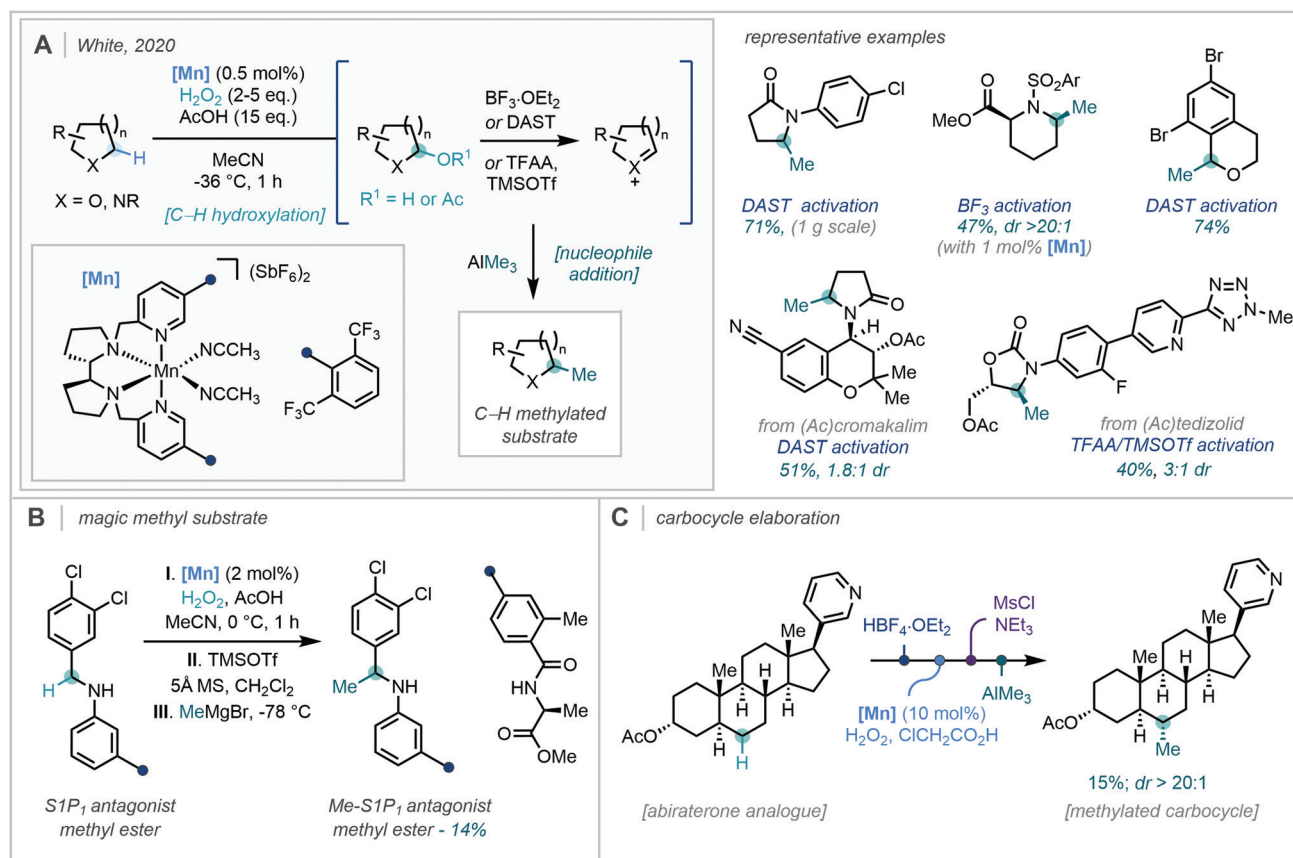 A | White, 2020
[Mn] (0.5 mol%)
H2O2 (2-5 eq.)
AcOH (15 eq.)
MeCN
-36 °C, 1 h
[C–H hydroxylation]
R
( )n
X
H
X = O, NR
R
( )n
X
OR1
R1 = H or Ac
BF3·OEt2
or DAST
or TFAA,
TMSOTf
R
( )n
X
+
AlMe3
[nucleophile
addition]
R
( )n
X
Me
C–H methylated
substrate
[Mn]
(SbF6)2
N
N
N
N
Mn
NCCH3
NCCH3
CF3
F3C
representative examples
O
N
Cl
Me
DAST activation
71%, (1 g scale)
SO2Ar
O
N
Me
MeO
BF3 activation
47%, dr >20:1
(with 1 mol% [Mn])
Br
Br
Me
O
DAST activation
74%
Me
N
O
NC
H
OAc
O
Me
Me
from (Ac)cromakalim
DAST activation
51%, 1.8:1 dr
O
O
N
Me
OAc
F
N
N
N
N
N
Me
from (Ac)tedizolid
TFAA/TMSOTf activation
40%, 3:1 dr
B | magic methyl substrate
Cl
Cl
H
NH
S1P1 antagonist
methyl ester
I. [Mn] (2 mol%)
H2O2, AcOH
MeCN, 0 °C, 1 h
II. TMSOTf
5Å MS, CH2Cl2
III. MeMgBr, -78 °C
Cl
Cl
Me
NH
Me
O
HN
Me
O
OMe
Me-S1P1 antagonist
methyl ester - 14%
C | carbocycle elaboration
N
Me
Me
H
H
H
H
H
AcO
[abiraterone analogue]
HBF4·OEt2
MsCl
NEt3
[Mn] (10 mol%)
H2O2, ClCH2CO2H
AlMe3
N
Me
Me
H
H
H
H
AcO
Me
15%; dr > 20:1
[methylated carbocycle]